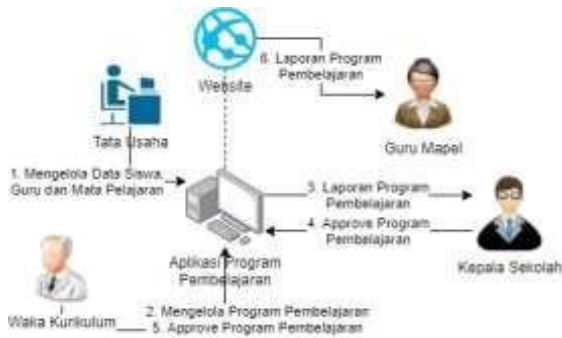 Website
6. Laporan Program
Pembelajaran
Guru Mapel
Tata Usaha
1. Mengelola Data Siswa,
Guru dan Mata Pelajaran
3. Laporan Program
Pembelajaran
4. Approve Program
Pembelajaran
Kepala Sekolah
Aplikasi Program
Pembelajaran
Waka Kurikulum
2. Mengelola Program Pembelajaran
5. Approve Program Pembelajaran